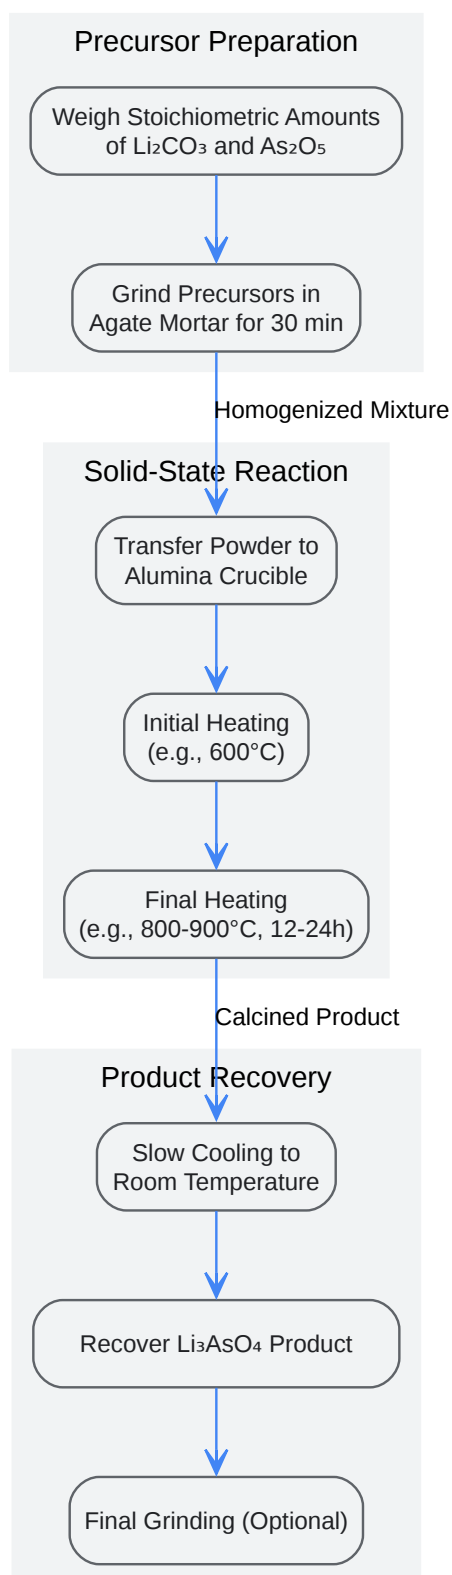 Precursor Preparation
Weigh Stoichiometric Amounts
of Li₂CO₃ and As₂O₅
Grind Precursors in
Agate Mortar for 30 min
Homogenized Mixture
Solid-State Reaction
Transfer Powder to
Alumina Crucible
Initial Heating
(e.g., 600°C)
Final Heating
(e.g., 800-900°C, 12-24h)
Calcined Product
Product Recovery
Slow Cooling to
Room Temperature
Recover Li₃AsO₄ Product
Final Grinding (Optional)